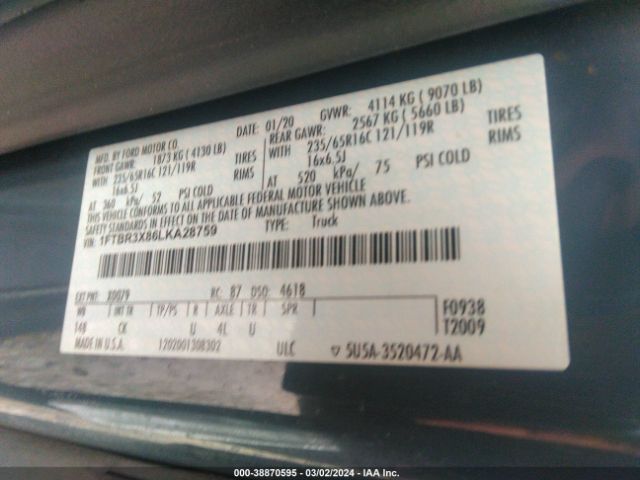 MFD. BY FORD MOTOR CO.
DATE: 01/20 GVWR: 4114 KG ( 9070 LB)
FRONT GAWR: 1873 KG ( 4130 LB) REAR GAWR: 2567 KG ( 5660 LB)
WITH 235/65R16C 121/119R TIRES WITH 235/65R16C 121/119R TIRES
16x6.5J RIMS 16x6.5J RIMS
AT 360 kPa/ 52 PSI COLD AT 520 kPa/ 75 PSI COLD
THIS VEHICLE CONFORMS TO ALL APPLICABLE FEDERAL MOTOR VEHICLE
SAFETY STANDARDS IN EFFECT ON THE DATE OF MANUFACTURE SHOWN ABOVE.
VIN: 1FTBR3X86LKA28759 TYPE: Truck
EXT PNT: X0079 RC: 87 DSO: 4618
WB INT TR TP/PS R AXLE TR SPR F0938
148 CK U 4L U T2009
MADE IN U.S.A. 1202001308302 ULC 5U5A-3520472-AA
000-38870595 - 03/02/2024 - IAA Inc.